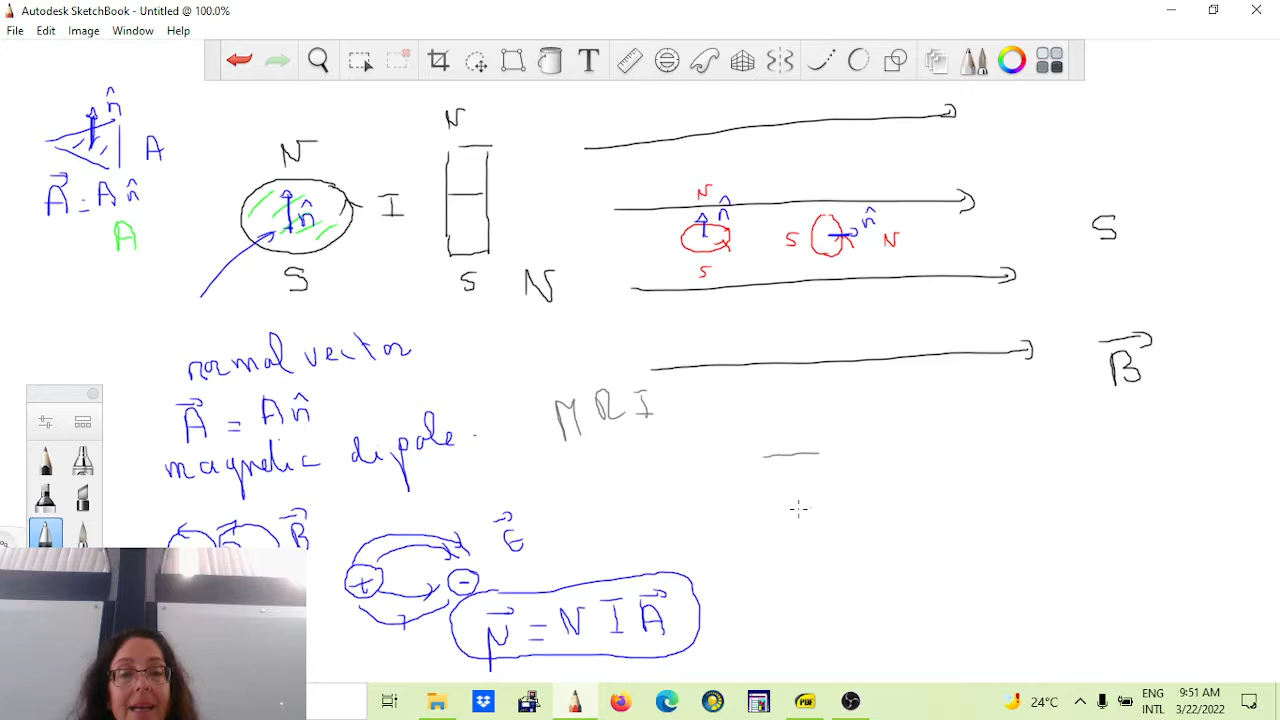 Autodesk SketchBook - Untitled @ 100.0%
File Edit Image Window Help
n̂
A
A⃗ = A n̂
A
N
n̂
I
S
N
S
N
N
n̂
S
S
n̂
N
S
B⃗
normal vector
A⃗ = A n̂
magnetic dipole.
MRI
B⃗
+
-
E⃗
μ⃗ = N I A⃗
24°C
ENG
INTL
9:51 AM
3/22/2022